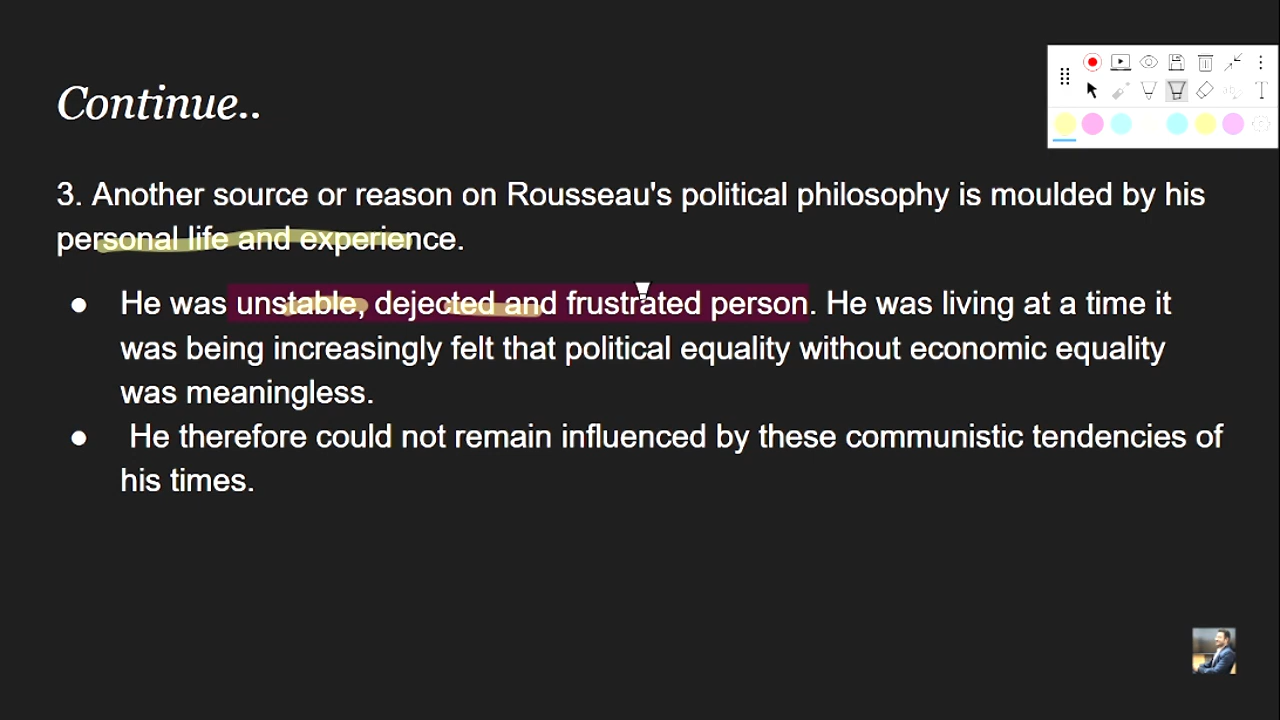 Continue..
3. Another source or reason on Rousseau's political philosophy is moulded by his
personal life and experience.
● He was unstable, dejected and frustrated person. He was living at a time it
was being increasingly felt that political equality without economic equality
was meaningless.
● He therefore could not remain influenced by these communistic tendencies of
his times.